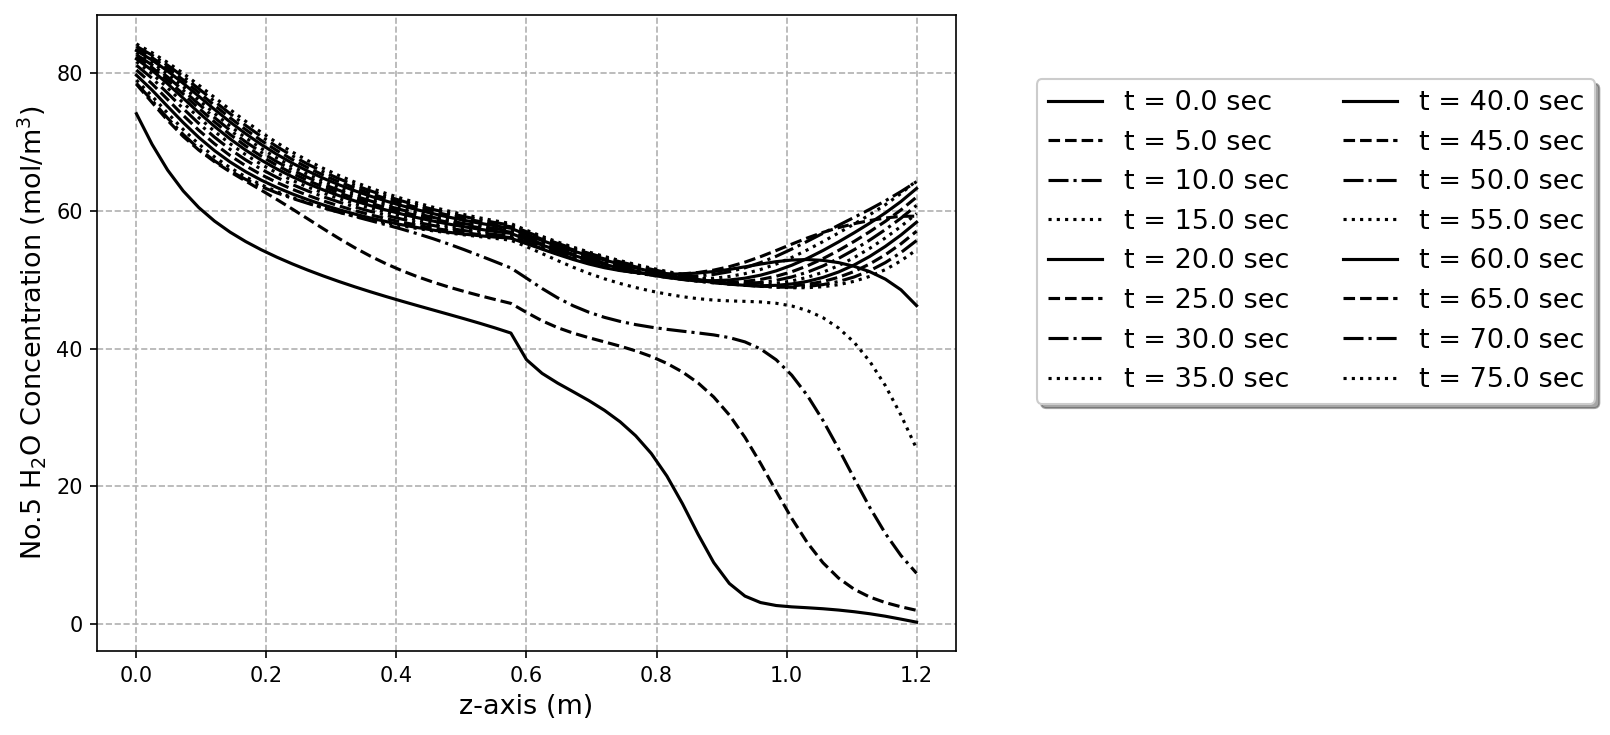 No.5 H₂O Concentration (mol/m³)
80
60
40
20
0
0.0 0.2 0.4 0.6 0.8 1.0 1.2
z-axis (m)
t = 0.0 sec
t = 5.0 sec
t = 10.0 sec
t = 15.0 sec
t = 20.0 sec
t = 25.0 sec
t = 30.0 sec
t = 35.0 sec
t = 40.0 sec
t = 45.0 sec
t = 50.0 sec
t = 55.0 sec
t = 60.0 sec
t = 65.0 sec
t = 70.0 sec
t = 75.0 sec